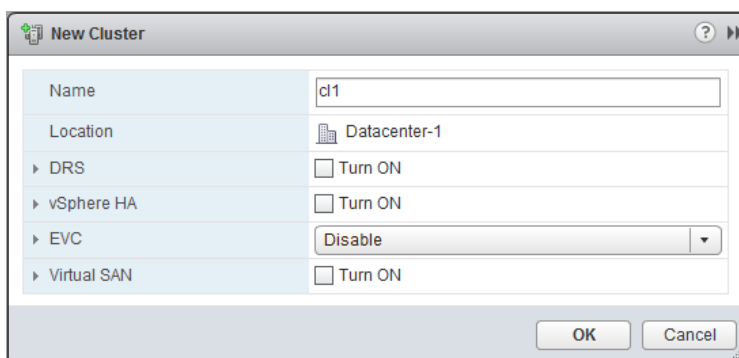 New Cluster ?
Name cl1
Location Datacenter-1
DRS Turn ON
vSphere HA Turn ON
EVC Disable
Virtual SAN Turn ON
OK Cancel